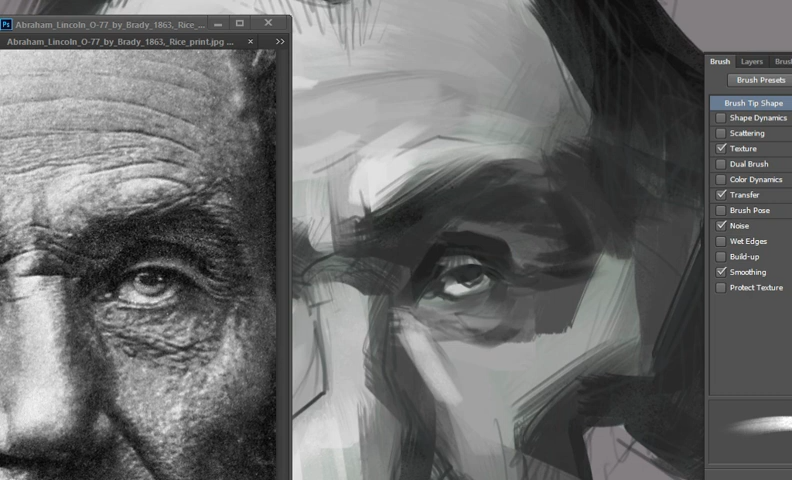 Ps Abraham_Lincoln_O-77_by_Brady_1863,_Rice_...
Abraham_Lincoln_O-77_by_Brady_1863,_Rice_print.jpg ... × >>
Brush Layers Brus
Brush Presets
Brush Tip Shape
Shape Dynamics
Scattering
Texture
Dual Brush
Color Dynamics
Transfer
Brush Pose
Noise
Wet Edges
Build-up
Smoothing
Protect Texture